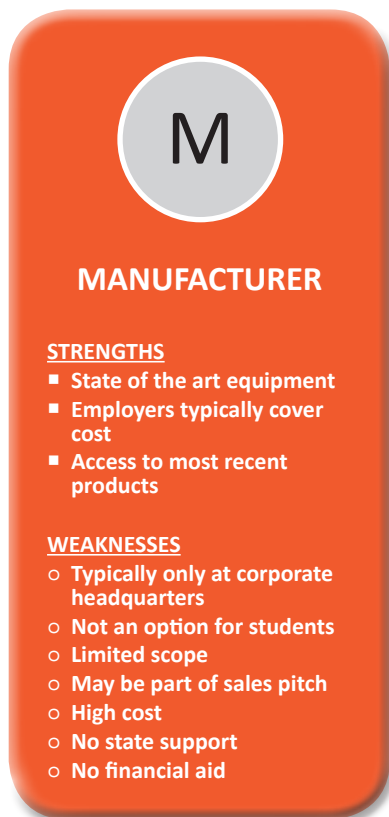 M
MANUFACTURER
STRENGTHS
▪ State of the art equipment
▪ Employers typically cover
cost
▪ Access to most recent
products
WEAKNESSES
○ Typically only at corporate
headquarters
○ Not an option for students
○ Limited scope
○ May be part of sales pitch
○ High cost
○ No state support
○ No financial aid